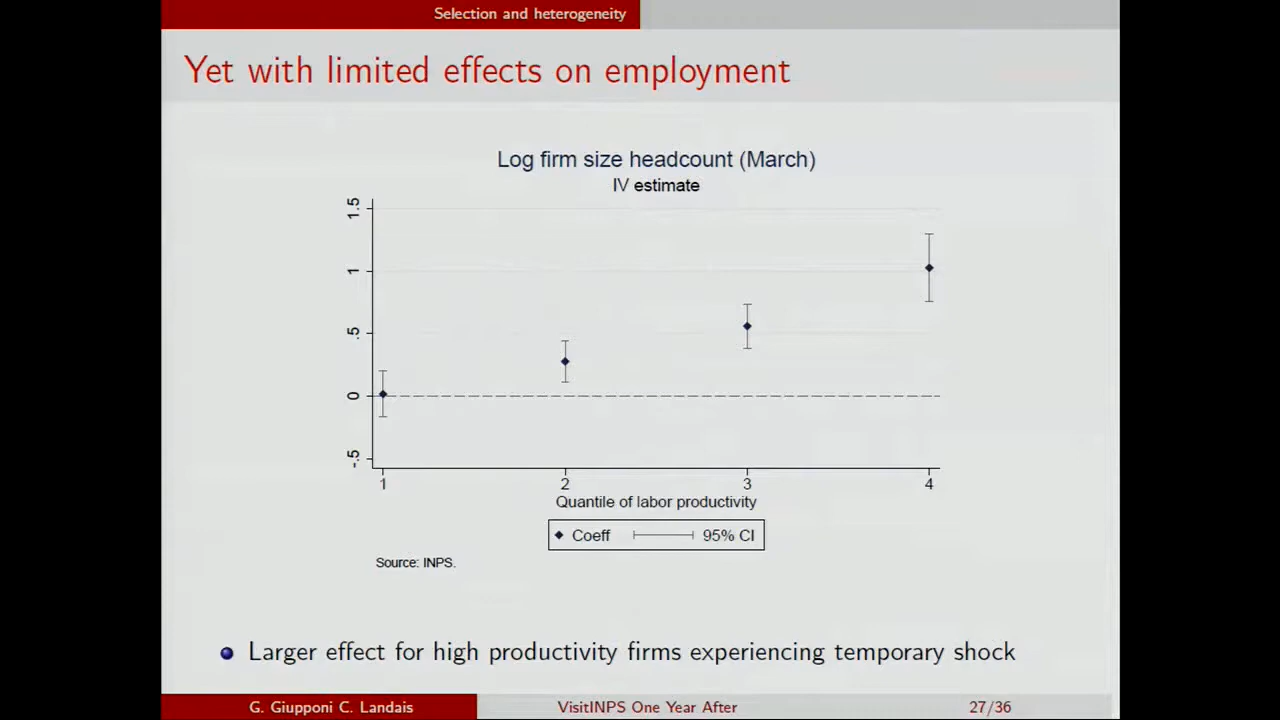 Selection and heterogeneity
Yet with limited effects on employment
Log firm size headcount (March)
IV estimate
1.5
1
.5
0
-.5
1 2 3 4
Quantile of labor productivity
Coeff 95% CI
Source: INPS.
Larger effect for high productivity firms experiencing temporary shock
G. Giupponi C. Landais VisitINPS One Year After 27/36